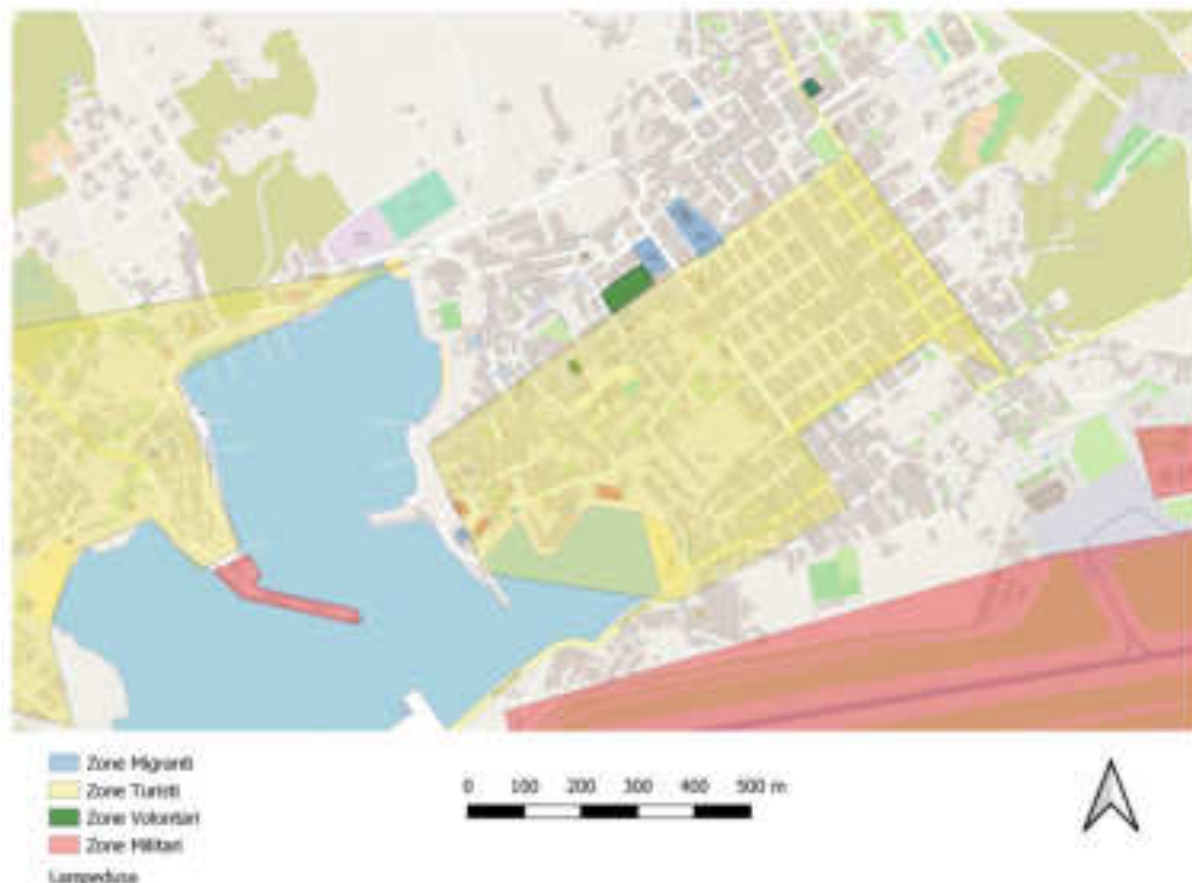 Zone Migranti
Zone Turisti
Zone Volontari
Zone Militari
Lampedusa
0 100 200 300 400 500 m